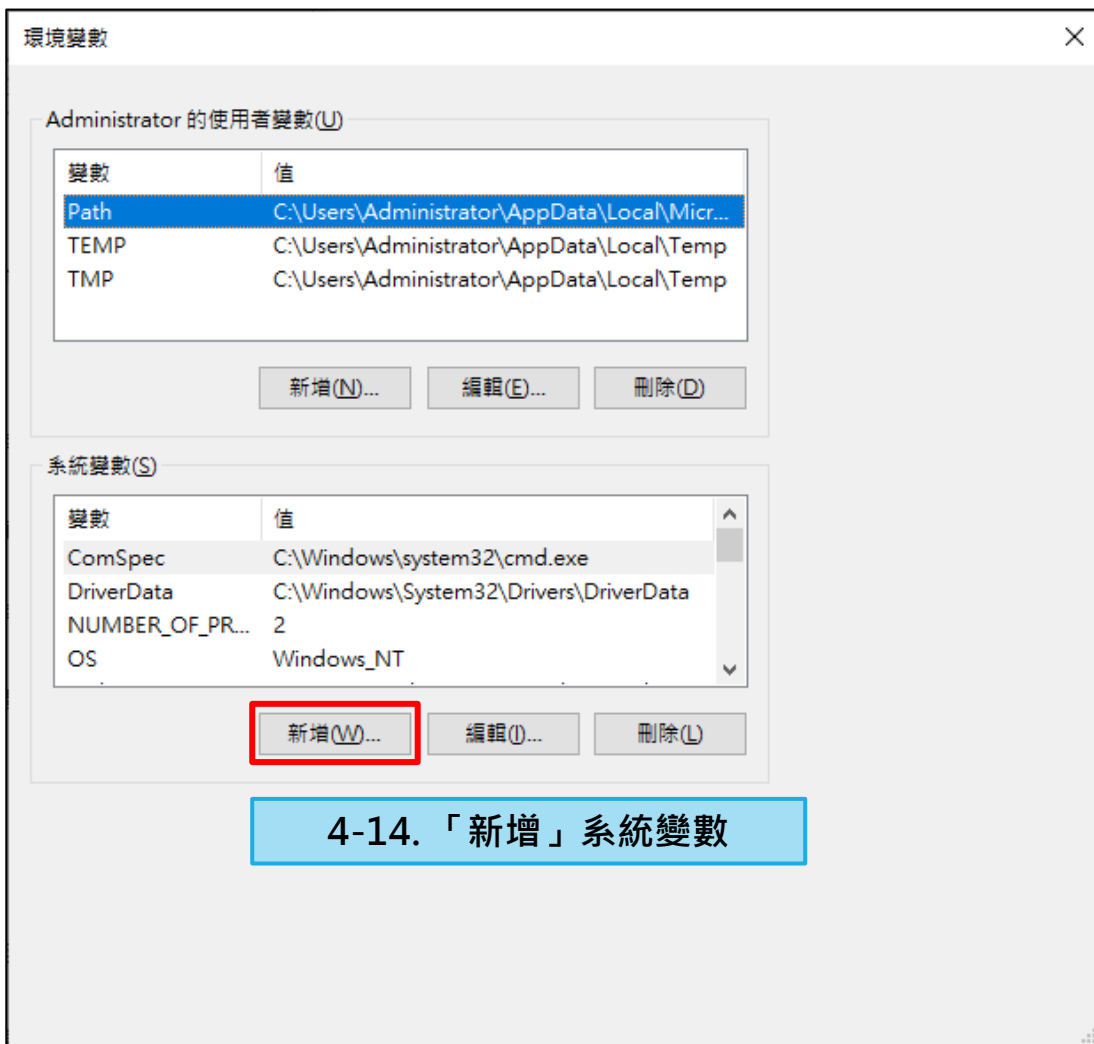 環境變數
Administrator 的使用者變數(U)
變數 值
Path C:\Users\Administrator\AppData\Local\Micr...
TEMP C:\Users\Administrator\AppData\Local\Temp
TMP C:\Users\Administrator\AppData\Local\Temp
新增(N)... 編輯(E)... 刪除(D)
系統變數(S)
變數 值
ComSpec C:\Windows\system32\cmd.exe
DriverData C:\Windows\System32\Drivers\DriverData
NUMBER_OF_PR... 2
OS Windows_NT
新增(W)... 編輯(I)... 刪除(L)
4-14.「新增」系統變數